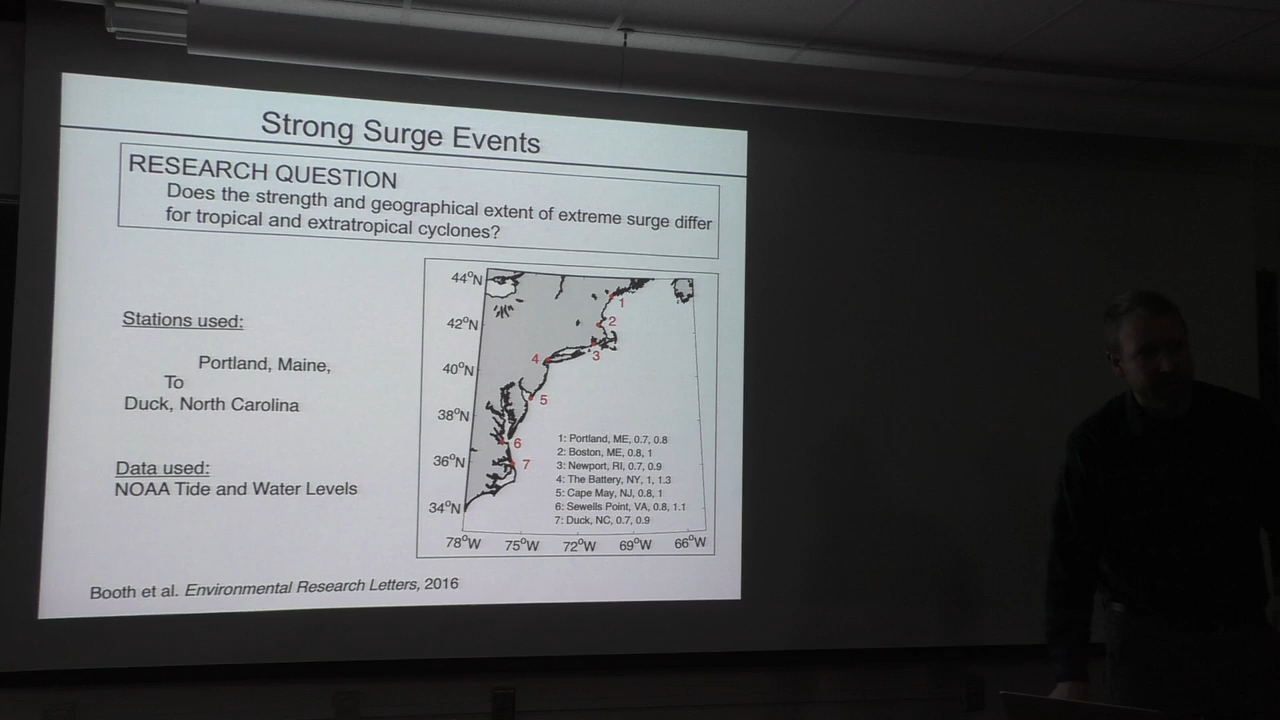 Strong Surge Events
RESEARCH QUESTION
Does the strength and geographical extent of extreme surge differ
for tropical and extratropical cyclones?
Stations used:
Portland, Maine,
To
Duck, North Carolina
Data used:
NOAA Tide and Water Levels
44°N
42°N
40°N
38°N
36°N
34°N
78°W 75°W 72°W 69°W 66°W
1
2
3
4
5
6
7
1: Portland, ME, 0.7, 0.8
2: Boston, ME, 0.8, 1
3: Newport, RI, 0.7, 0.9
4: The Battery, NY, 1, 1.3
5: Cape May, NJ, 0.8, 1
6: Sewells Point, VA, 0.8, 1.1
7: Duck, NC, 0.7, 0.9
Booth et al. Environmental Research Letters, 2016